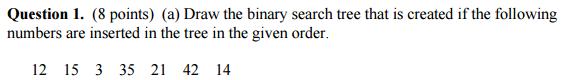 Question 1. (8 points) (a) Draw the binary search tree that is created if the following
numbers are inserted in the tree in the given order.
12 15 3 35 21 42 14